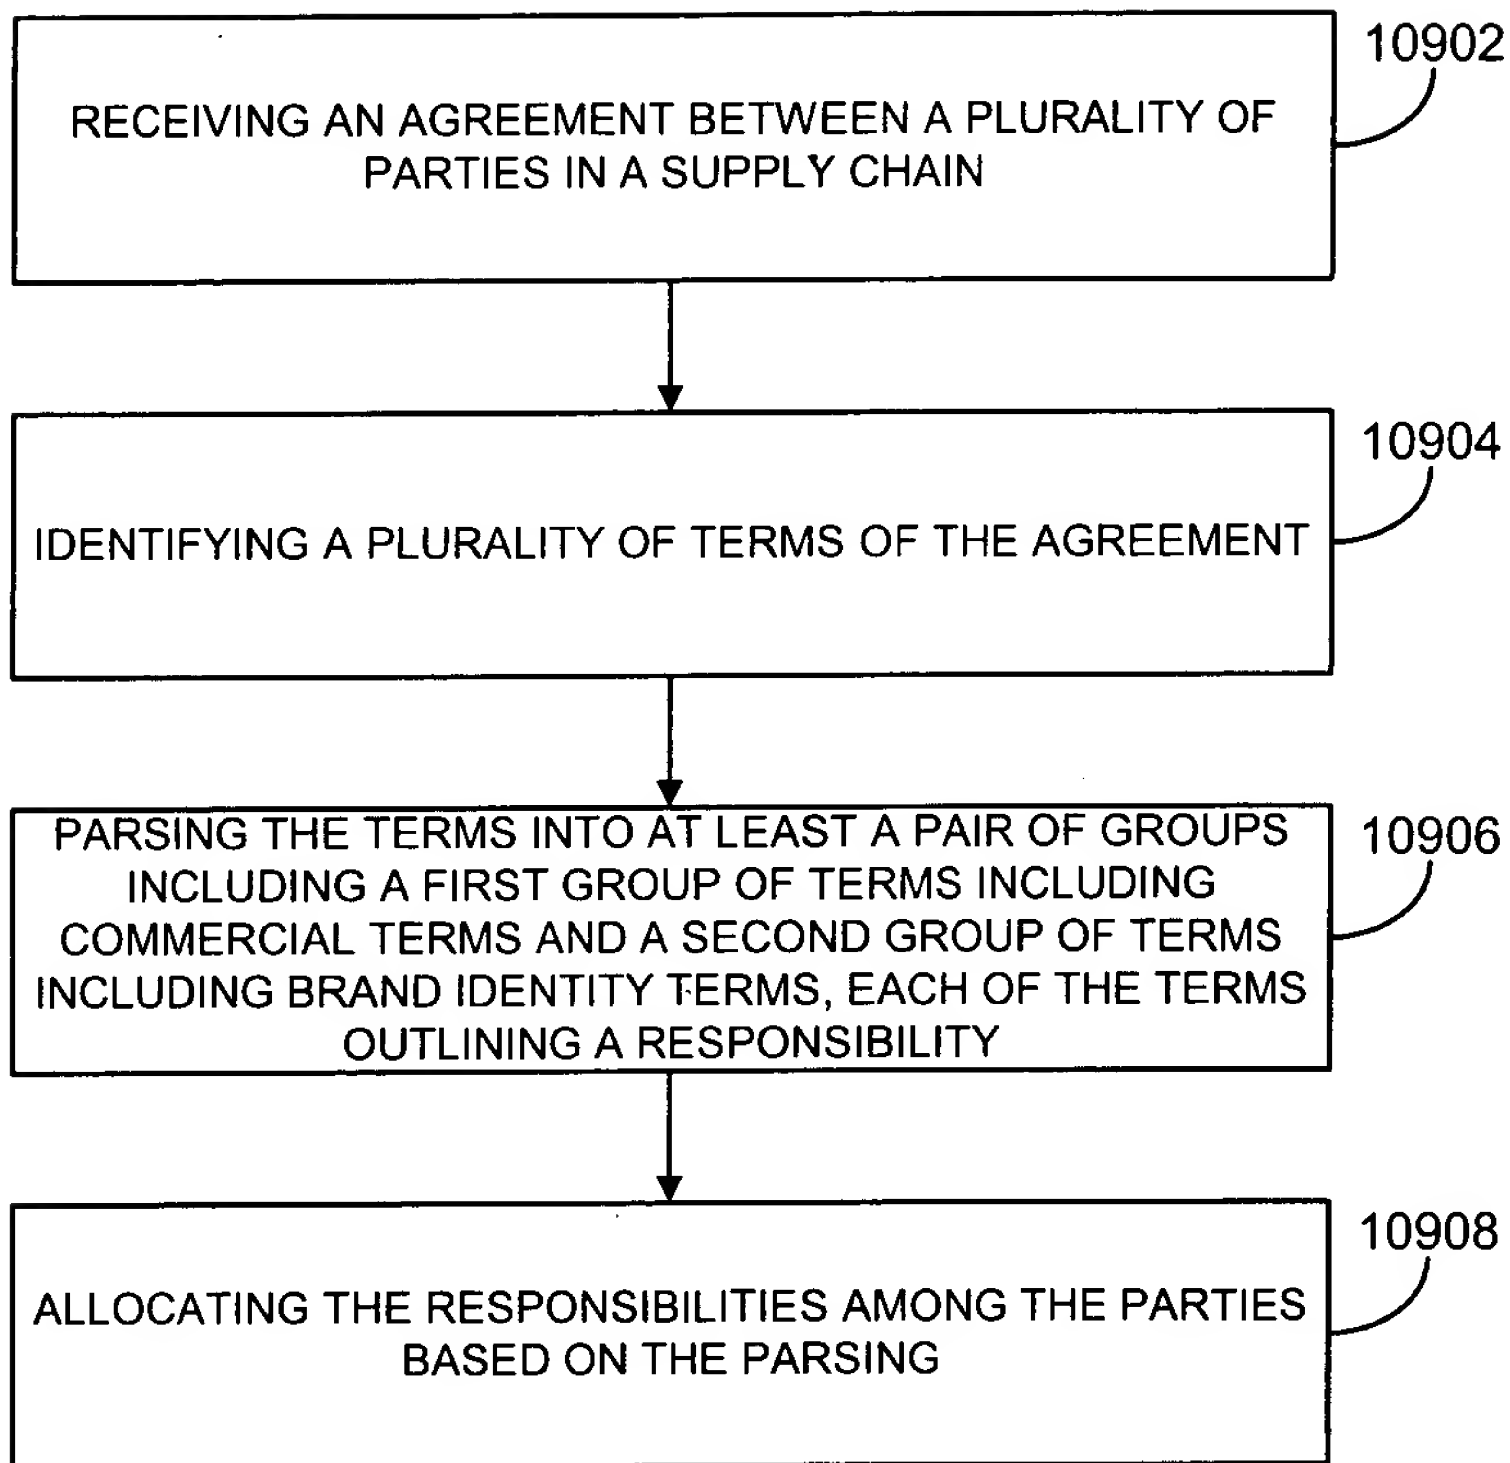 10902
RECEIVING AN AGREEMENT BETWEEN A PLURALITY OF
PARTIES IN A SUPPLY CHAIN
10904
IDENTIFYING A PLURALITY OF TERMS OF THE AGREEMENT
10906
PARSING THE TERMS INTO AT LEAST A PAIR OF GROUPS
INCLUDING A FIRST GROUP OF TERMS INCLUDING
COMMERCIAL TERMS AND A SECOND GROUP OF TERMS
INCLUDING BRAND IDENTITY TERMS, EACH OF THE TERMS
OUTLINING A RESPONSIBILITY
10908
ALLOCATING THE RESPONSIBILITIES AMONG THE PARTIES
BASED ON THE PARSING